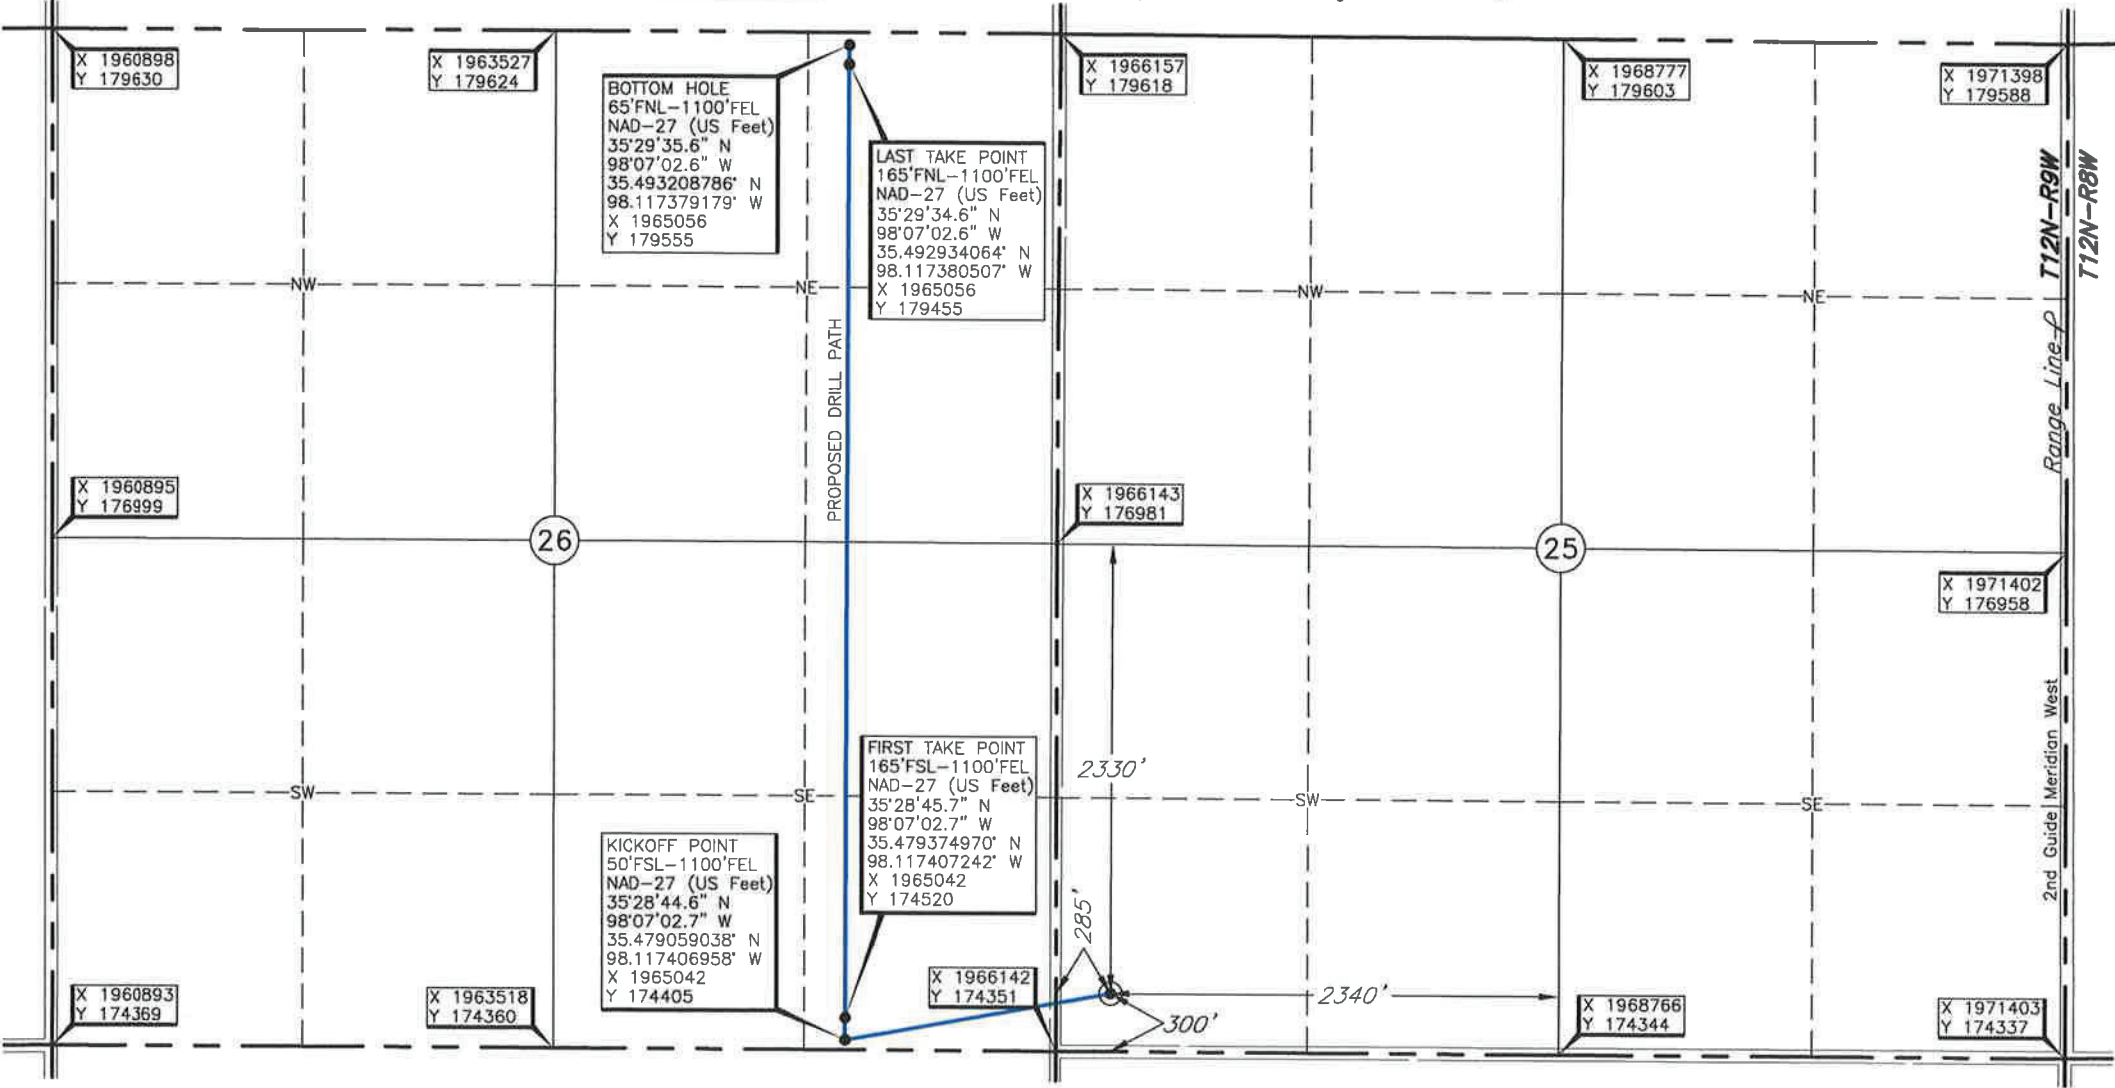 X 1960898
Y 179630
X 1963527
Y 179624
BOTTOM HOLE
65'FNL-1100'FEL
NAD-27 (US Feet)
35°29'35.6" N
98°07'02.6" W
35.493208786° N
98.117379179° W
X 1965056
Y 179555
LAST TAKE POINT
165'FNL-1100'FEL
NAD-27 (US Feet)
35°29'34.6" N
98°07'02.6" W
35.492934064° N
98.117380507° W
X 1965056
Y 179455
X 1966157
Y 179618
X 1968777
Y 179603
X 1971398
Y 179588
T12N-R9W
T12N-R8W
NW
NE
NW
NE
PROPOSED DRILL PATH
Range Line
X 1960895
Y 176999
26
X 1966143
Y 176981
25
X 1971402
Y 176958
2330'
FIRST TAKE POINT
165'FSL-1100'FEL
NAD-27 (US Feet)
35°28'45.7" N
98°07'02.7" W
35.479374970° N
98.117407242° W
X 1965042
Y 174520
SW
SE
SW
SE
2nd Guide Meridian West
KICKOFF POINT
50'FSL-1100'FEL
NAD-27 (US Feet)
35°28'44.6" N
98°07'02.7" W
35.479059038° N
98.117406958° W
X 1965042
Y 174405
285'
X 1960893
Y 174369
X 1963518
Y 174360
X 1966142
Y 174351
2340'
300'
X 1968766
Y 174344
X 1971403
Y 174337